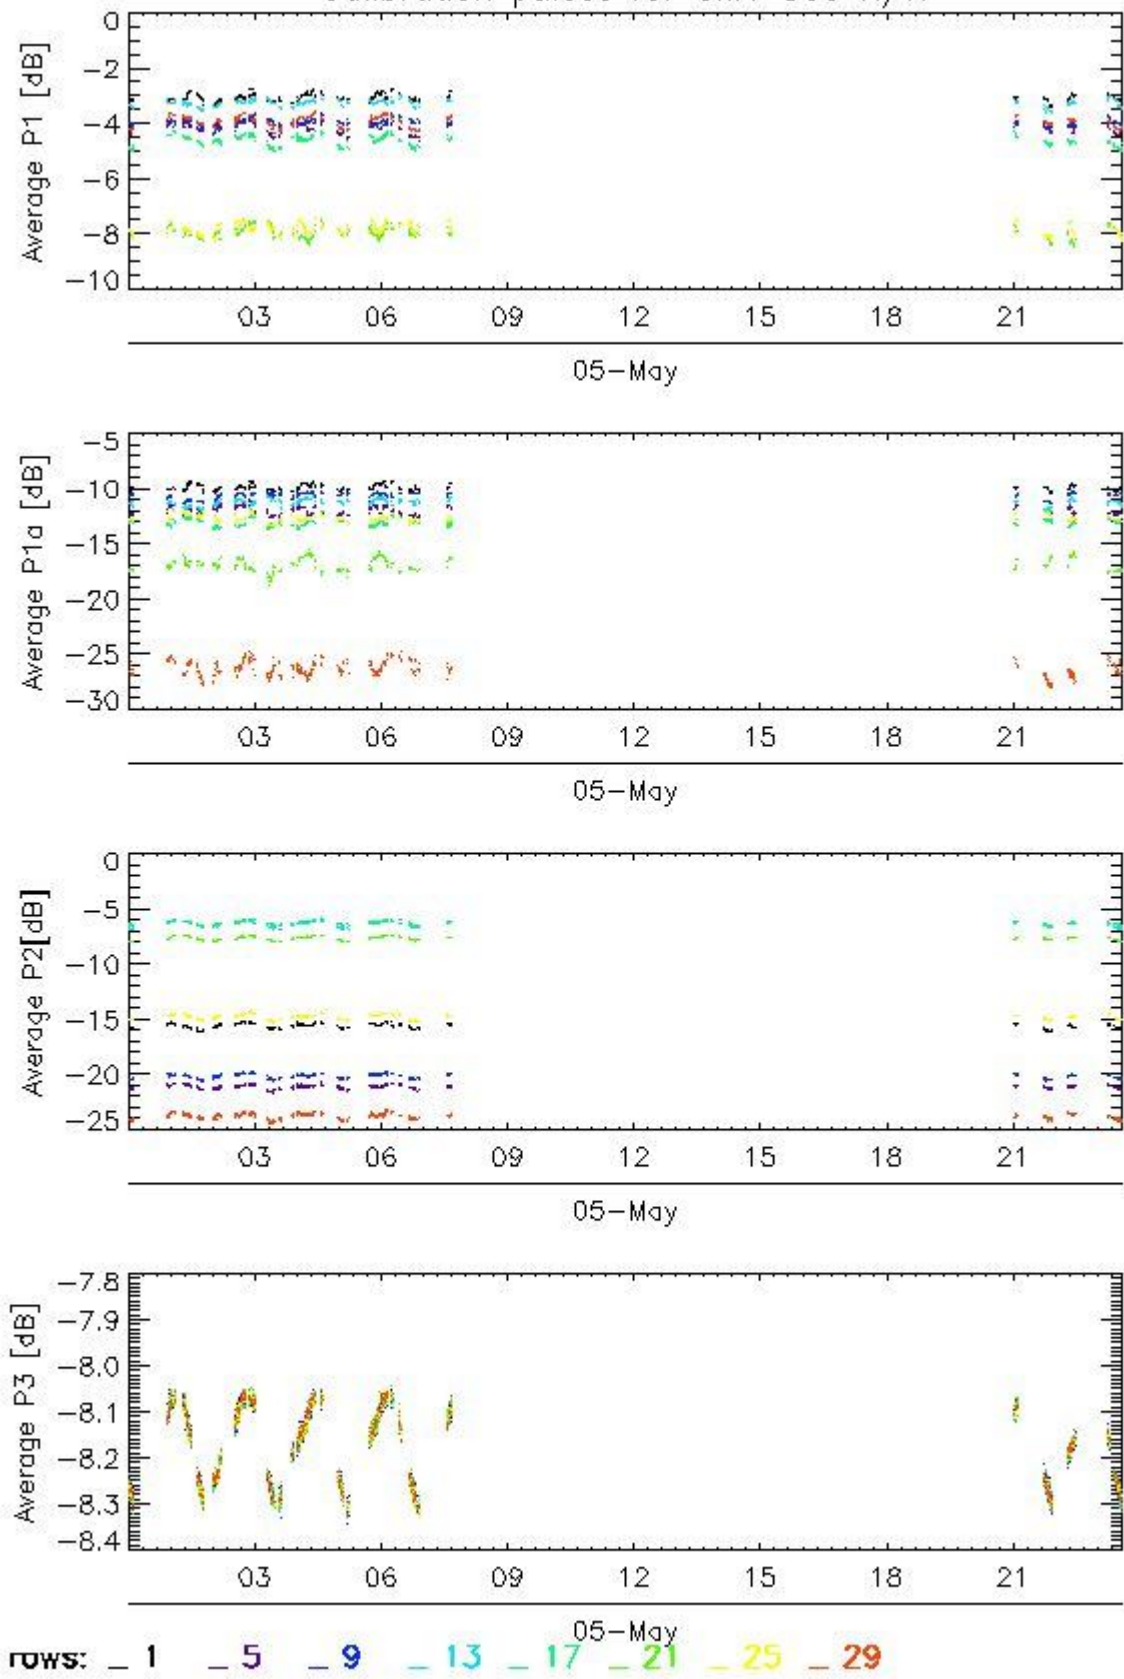 0
-2
-4
-6
-8
-10
Average P1 [dB]
03 06 09 12 15 18 21
05-May
-5
-10
-15
-20
-25
-30
Average P1a [dB]
03 06 09 12 15 18 21
05-May
0
-5
-10
-15
-20
-25
Average P2[dB]
03 06 09 12 15 18 21
05-May
-7.8
-7.9
-8.0
-8.1
-8.2
-8.3
-8.4
Average P3 [dB]
03 06 09 12 15 18 21
05-May
rows: _ 1 _ 5 _ 9 _ 13 _ 17 _ 21 _ 25 _ 29